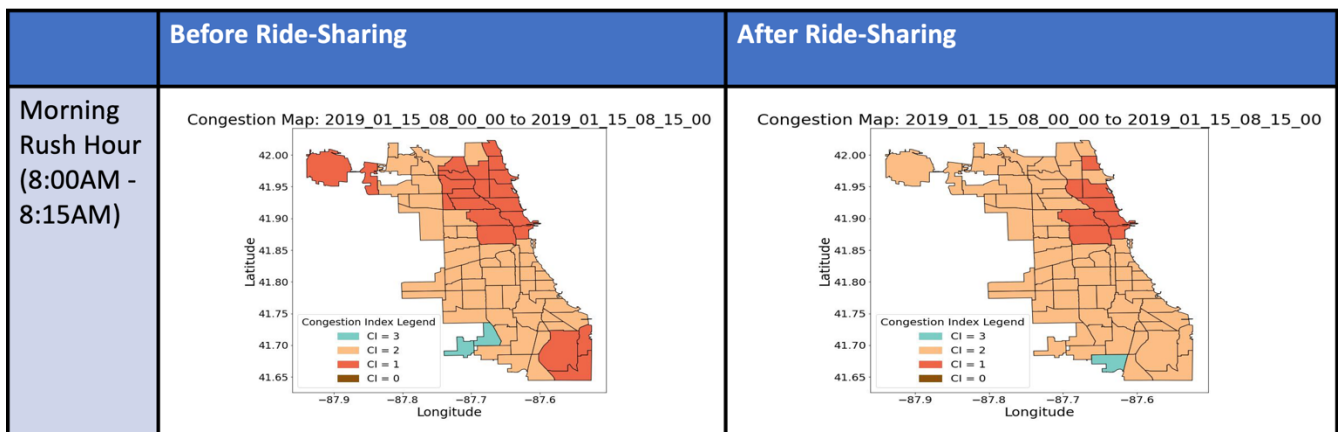 Before Ride-Sharing
After Ride-Sharing
Morning
Rush Hour
(8:00AM -
8:15AM)
Congestion Map: 2019_01_15_08_00_00 to 2019_01_15_08_15_00
Latitude
42.00
41.95
41.90
41.85
41.80
41.75
41.70
41.65
Congestion Index Legend
CI = 3
CI = 2
CI = 1
CI = 0
−87.9
−87.8
−87.7
−87.6
Longitude
Congestion Map: 2019_01_15_08_00_00 to 2019_01_15_08_15_00
Latitude
42.00
41.95
41.90
41.85
41.80
41.75
41.70
41.65
Congestion Index Legend
CI = 3
CI = 2
CI = 1
CI = 0
−87.9
−87.8
−87.7
−87.6
Longitude